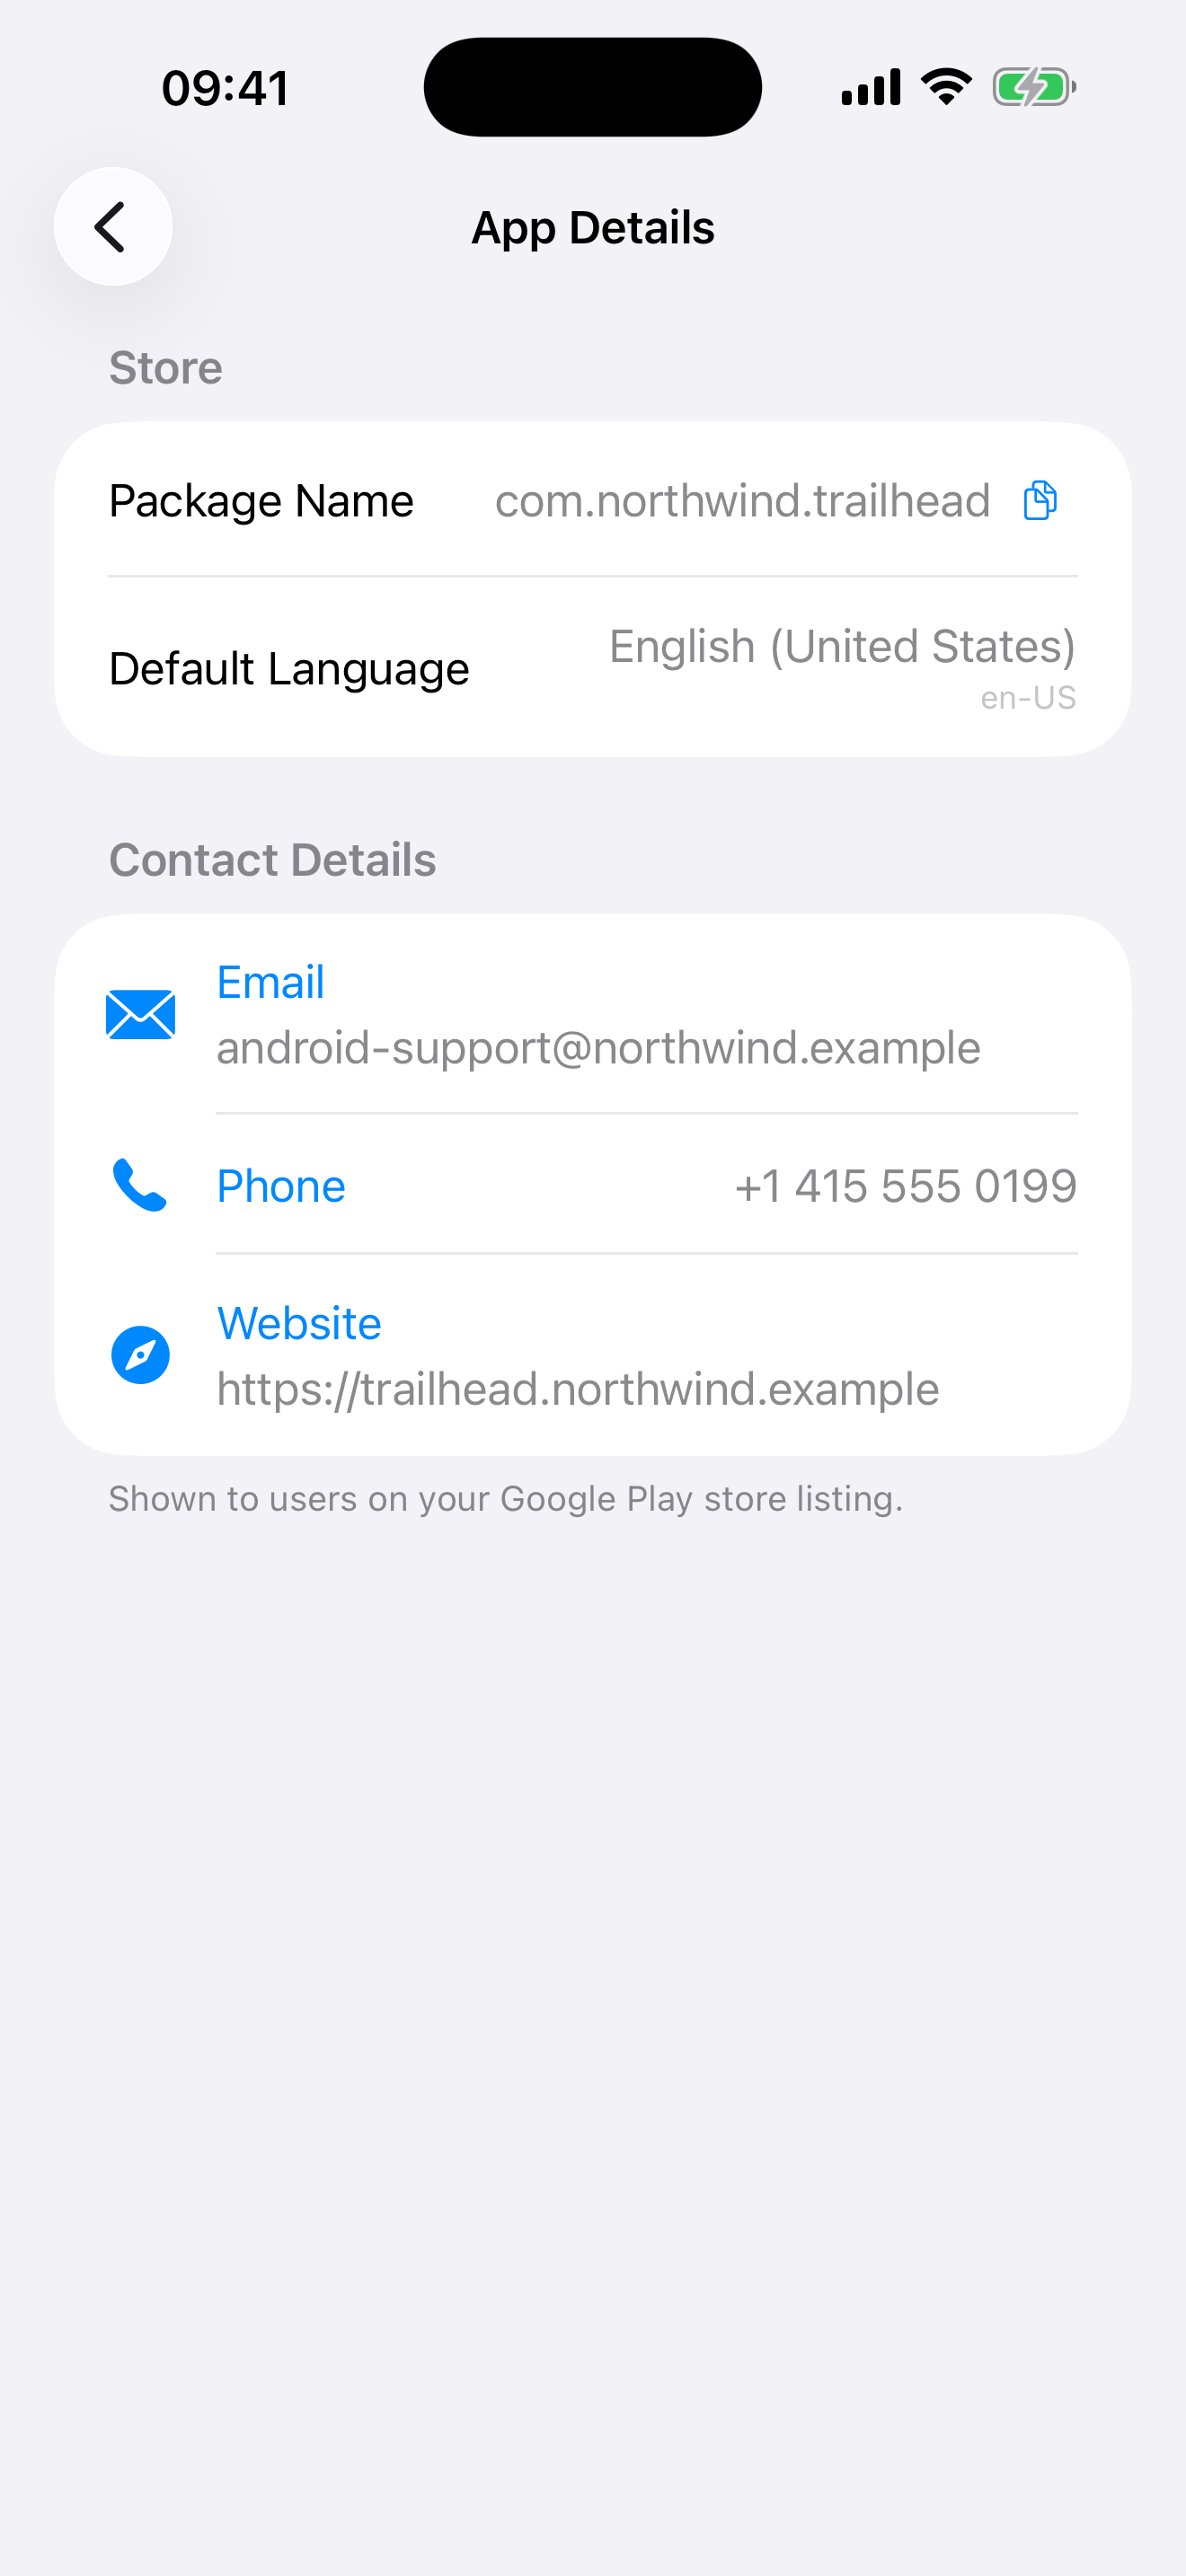 09:41
App Details
Store
Package Name com.northwind.trailhead
Default Language English (United States)
en-US
Contact Details
Email
android-support@northwind.example
Phone +1 415 555 0199
Website
https://trailhead.northwind.example
Shown to users on your Google Play store listing.